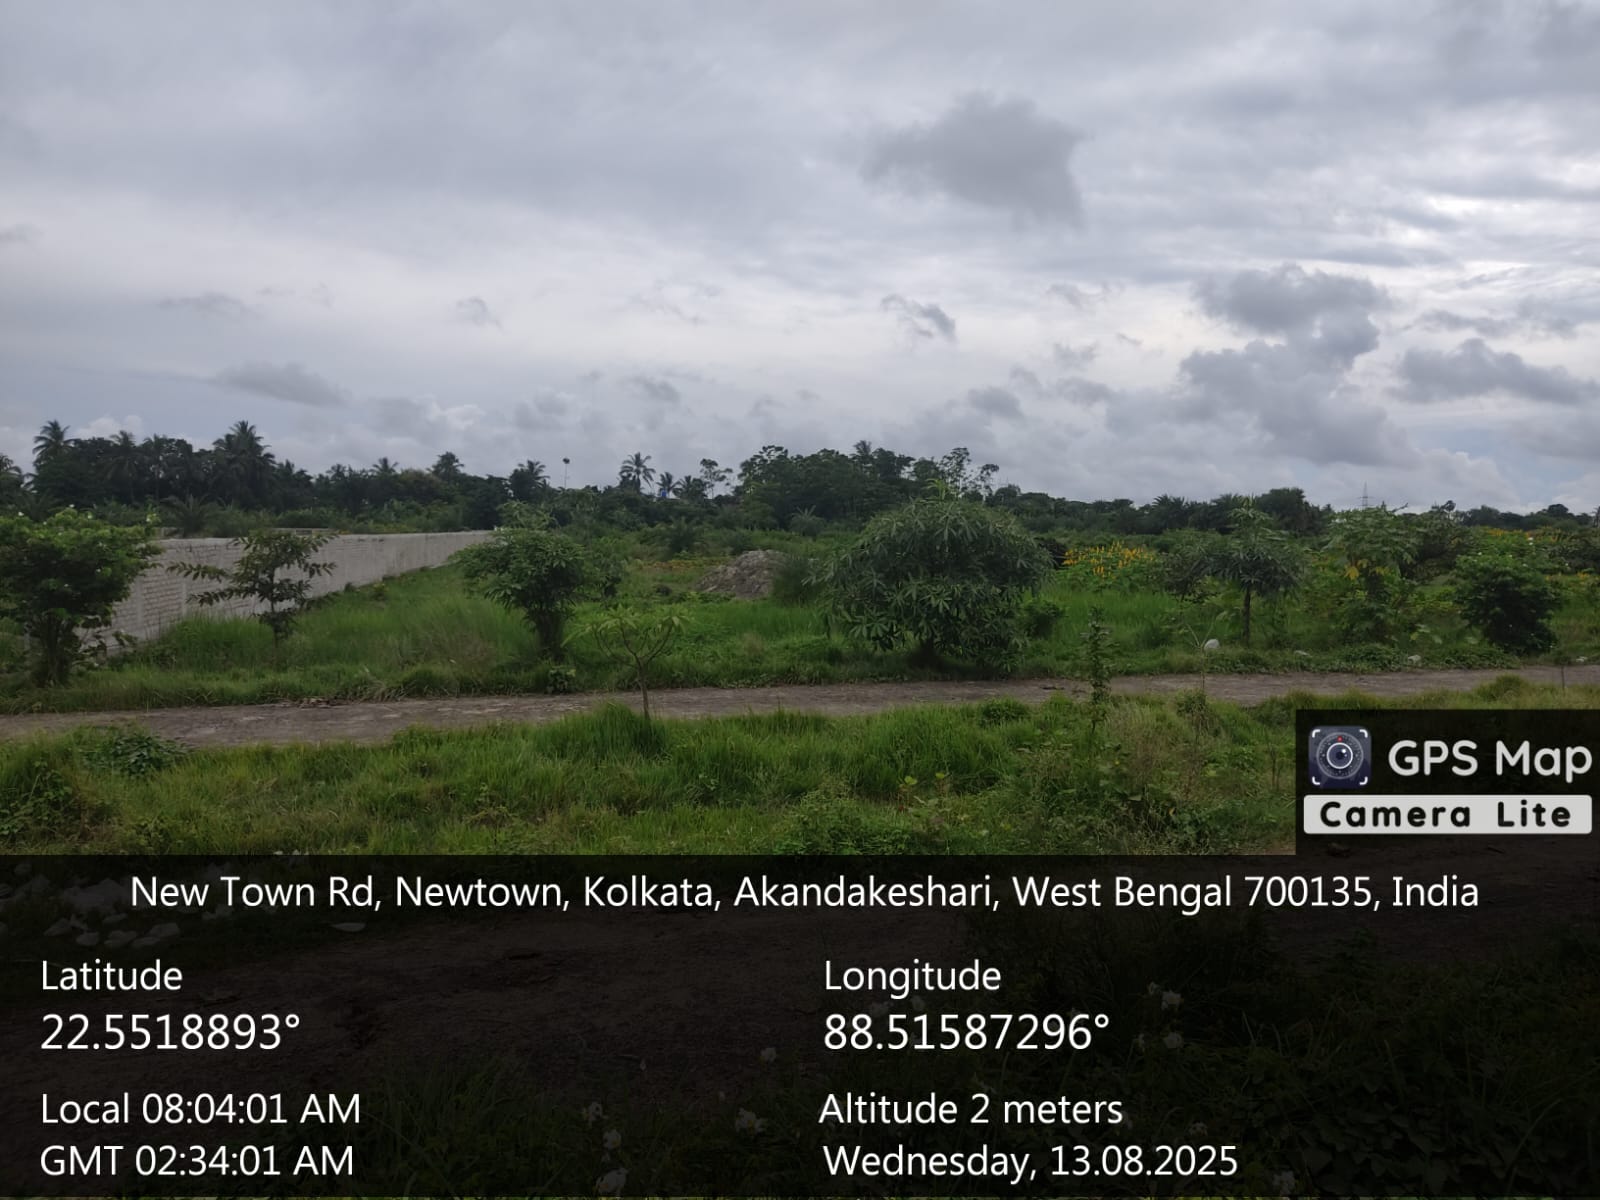 GPS Map
Camera Lite
New Town Rd, Newtown, Kolkata, Akandakeshari, West Bengal 700135, India
Latitude
22.5518893°
Longitude
88.51587296°
Local 08:04:01 AM
GMT 02:34:01 AM
Altitude 2 meters
Wednesday, 13.08.2025